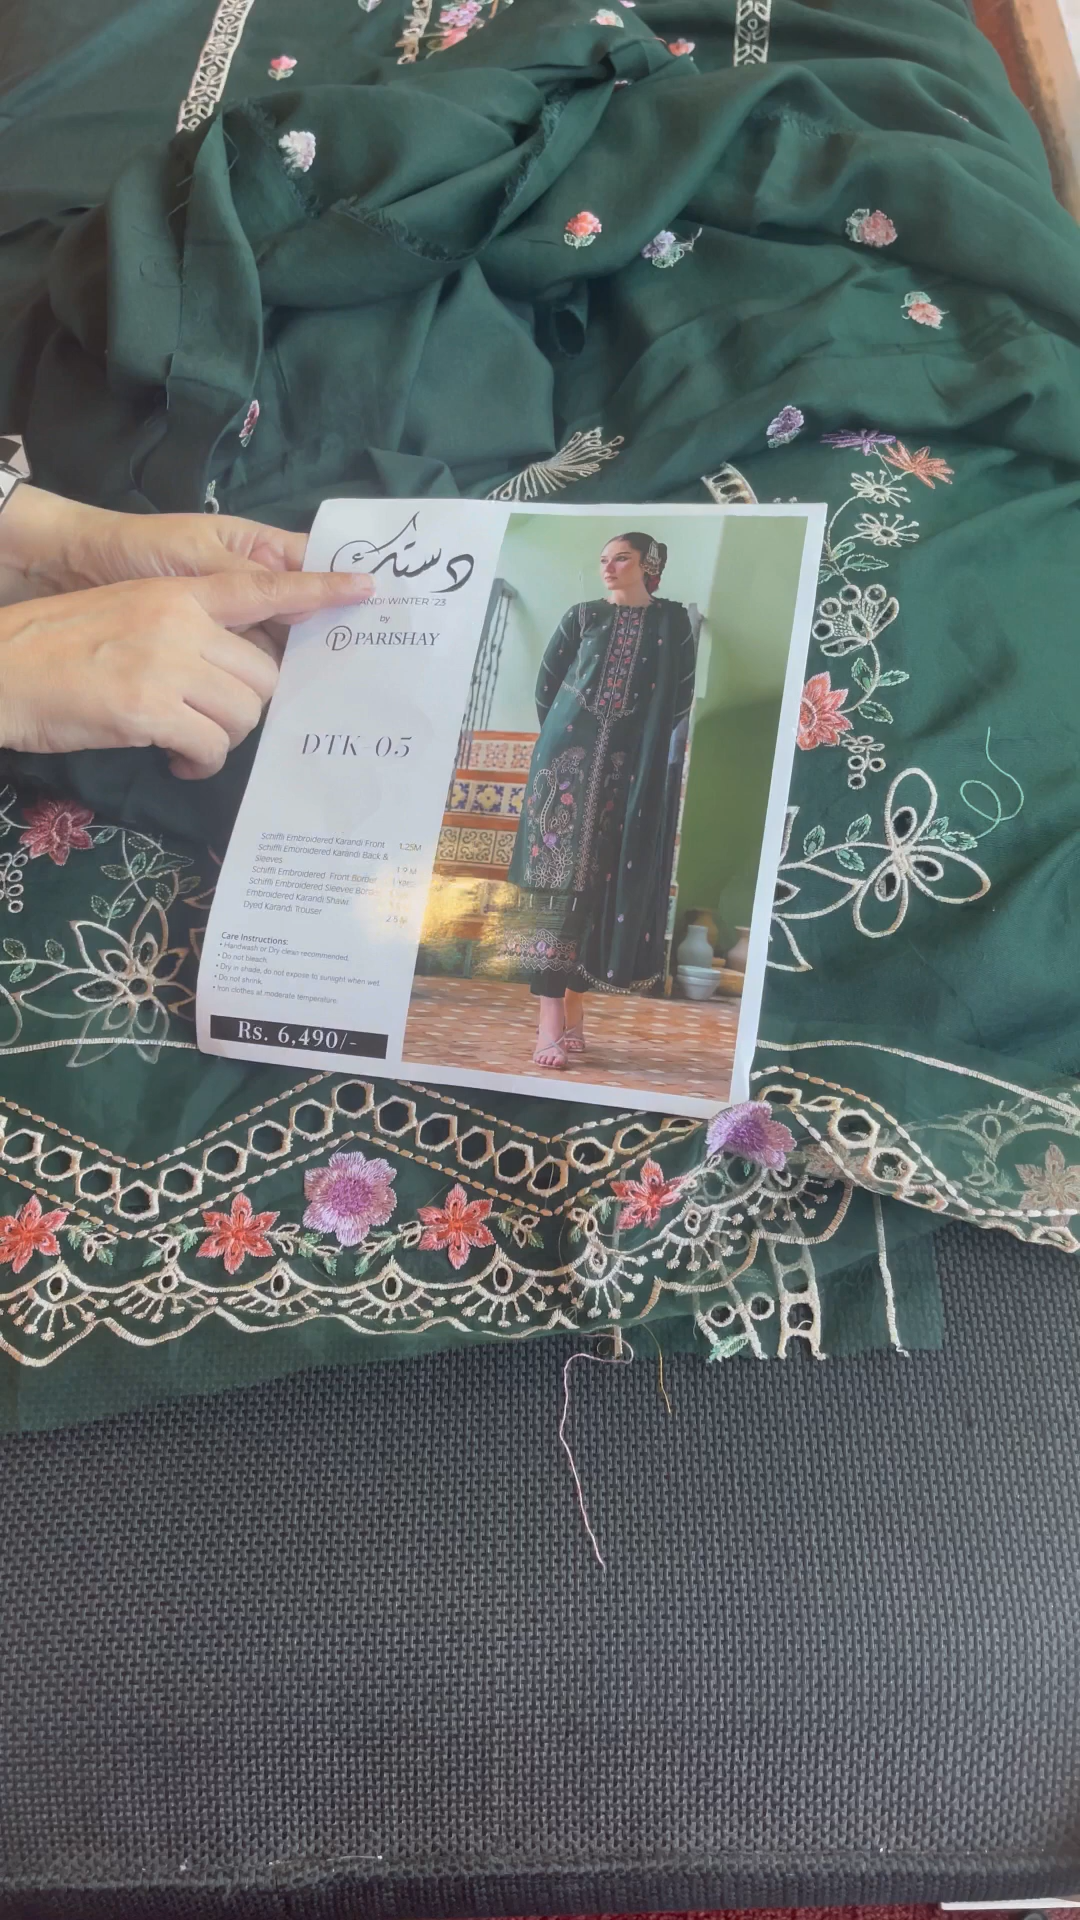 دستک
WINTER '23
by
PARISHAY
DTK-05
Schiffli Embroidered Karandi Front 1.25M
Schiffli Embroidered Karandi Back &
Sleeves 1.9 M
Schiffli Embroidered Front Border
Schiffli Embroidered Sleeves
Embroidered Karandi Shawl
Dyed Karandi Trouser 2.5 M
Care Instructions:
• Handwash or Dry clean recommended.
• Do not bleach.
• Dry in shade, do not expose to sunlight when wet.
• Do not shrink.
• Iron clothes at moderate temperature.
Rs. 6,490/-